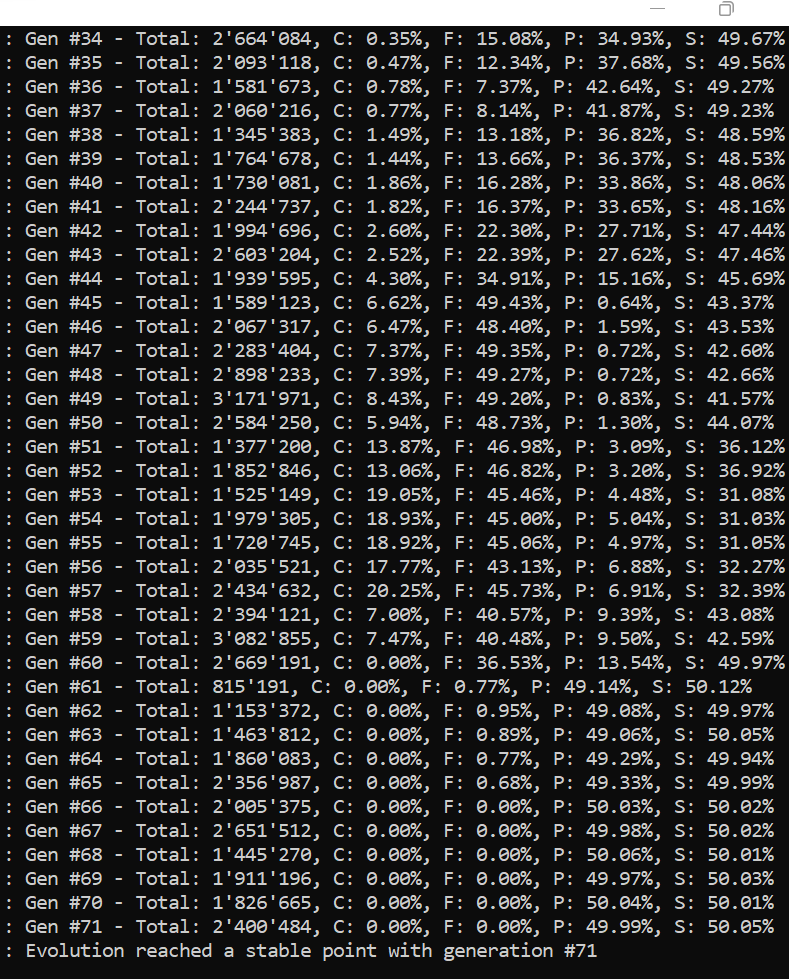 : Gen #34 - Total: 2'664'084, C: 0.35%, F: 15.08%, P: 34.93%, S: 49.67%
: Gen #35 - Total: 2'093'118, C: 0.47%, F: 12.34%, P: 37.68%, S: 49.56%
: Gen #36 - Total: 1'581'673, C: 0.78%, F: 7.37%, P: 42.64%, S: 49.27%
: Gen #37 - Total: 2'060'216, C: 0.77%, F: 8.14%, P: 41.87%, S: 49.23%
: Gen #38 - Total: 1'345'383, C: 1.49%, F: 13.18%, P: 36.82%, S: 48.59%
: Gen #39 - Total: 1'764'678, C: 1.44%, F: 13.66%, P: 36.37%, S: 48.53%
: Gen #40 - Total: 1'730'081, C: 1.86%, F: 16.28%, P: 33.86%, S: 48.06%
: Gen #41 - Total: 2'244'737, C: 1.82%, F: 16.37%, P: 33.65%, S: 48.16%
: Gen #42 - Total: 1'994'696, C: 2.60%, F: 22.30%, P: 27.71%, S: 47.44%
: Gen #43 - Total: 2'603'204, C: 2.52%, F: 22.39%, P: 27.62%, S: 47.46%
: Gen #44 - Total: 1'939'595, C: 4.30%, F: 34.91%, P: 15.16%, S: 45.69%
: Gen #45 - Total: 1'589'123, C: 6.62%, F: 49.43%, P: 0.64%, S: 43.37%
: Gen #46 - Total: 2'067'317, C: 6.47%, F: 48.40%, P: 1.59%, S: 43.53%
: Gen #47 - Total: 2'283'404, C: 7.37%, F: 49.35%, P: 0.72%, S: 42.60%
: Gen #48 - Total: 2'898'233, C: 7.39%, F: 49.27%, P: 0.72%, S: 42.66%
: Gen #49 - Total: 3'171'971, C: 8.43%, F: 49.20%, P: 0.83%, S: 41.57%
: Gen #50 - Total: 2'584'250, C: 5.94%, F: 48.73%, P: 1.30%, S: 44.07%
: Gen #51 - Total: 1'377'200, C: 13.87%, F: 46.98%, P: 3.09%, S: 36.12%
: Gen #52 - Total: 1'852'846, C: 13.06%, F: 46.82%, P: 3.20%, S: 36.92%
: Gen #53 - Total: 1'525'149, C: 19.05%, F: 45.46%, P: 4.48%, S: 31.08%
: Gen #54 - Total: 1'979'305, C: 18.93%, F: 45.00%, P: 5.04%, S: 31.03%
: Gen #55 - Total: 1'720'745, C: 18.92%, F: 45.06%, P: 4.97%, S: 31.05%
: Gen #56 - Total: 2'035'521, C: 17.77%, F: 43.13%, P: 6.88%, S: 32.27%
: Gen #57 - Total: 2'434'632, C: 20.25%, F: 45.73%, P: 6.91%, S: 32.39%
: Gen #58 - Total: 2'394'121, C: 7.00%, F: 40.57%, P: 9.39%, S: 43.08%
: Gen #59 - Total: 3'082'855, C: 7.47%, F: 40.48%, P: 9.50%, S: 42.59%
: Gen #60 - Total: 2'669'191, C: 0.00%, F: 36.53%, P: 13.54%, S: 49.97%
: Gen #61 - Total: 815'191, C: 0.00%, F: 0.77%, P: 49.14%, S: 50.12%
: Gen #62 - Total: 1'153'372, C: 0.00%, F: 0.95%, P: 49.08%, S: 49.97%
: Gen #63 - Total: 1'463'812, C: 0.00%, F: 0.89%, P: 49.06%, S: 50.05%
: Gen #64 - Total: 1'860'083, C: 0.00%, F: 0.77%, P: 49.29%, S: 49.94%
: Gen #65 - Total: 2'356'987, C: 0.00%, F: 0.68%, P: 49.33%, S: 49.99%
: Gen #66 - Total: 2'005'375, C: 0.00%, F: 0.00%, P: 50.03%, S: 50.02%
: Gen #67 - Total: 2'651'512, C: 0.00%, F: 0.00%, P: 49.98%, S: 50.02%
: Gen #68 - Total: 1'445'270, C: 0.00%, F: 0.00%, P: 50.06%, S: 50.01%
: Gen #69 - Total: 1'911'196, C: 0.00%, F: 0.00%, P: 49.97%, S: 50.03%
: Gen #70 - Total: 1'826'665, C: 0.00%, F: 0.00%, P: 50.04%, S: 50.01%
: Gen #71 - Total: 2'400'484, C: 0.00%, F: 0.00%, P: 49.99%, S: 50.05%
: Evolution reached a stable point with generation #71